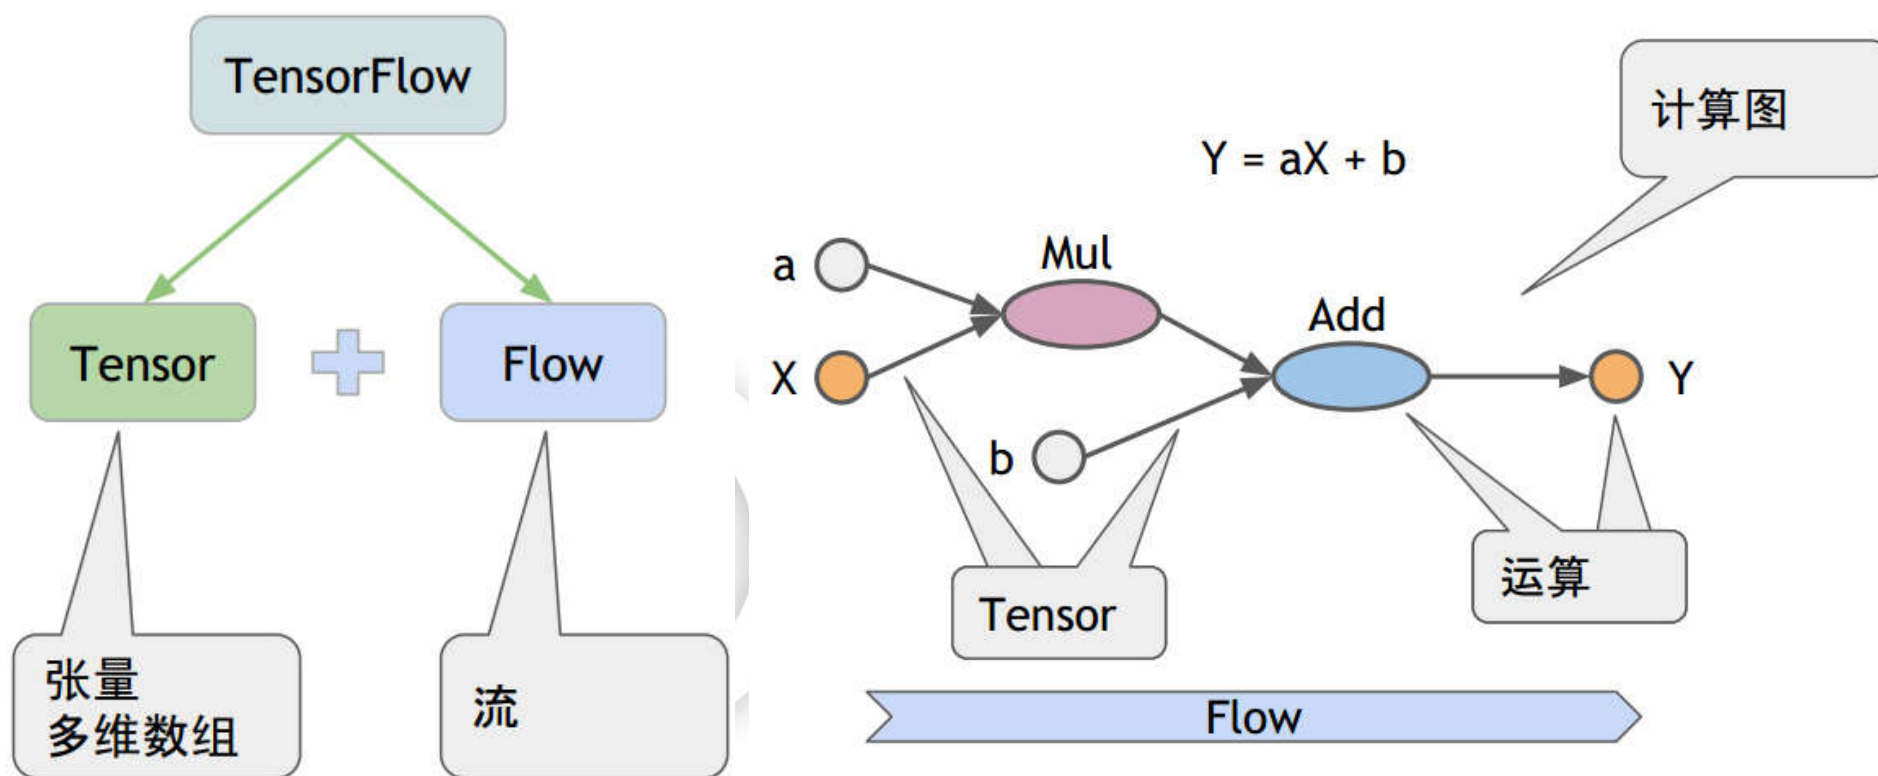 TensorFlow
Tensor
Flow
张量
多维数组
流
Y = aX + b
计算图
a
Mul
X
Add
b
Y
Tensor
运算
Flow